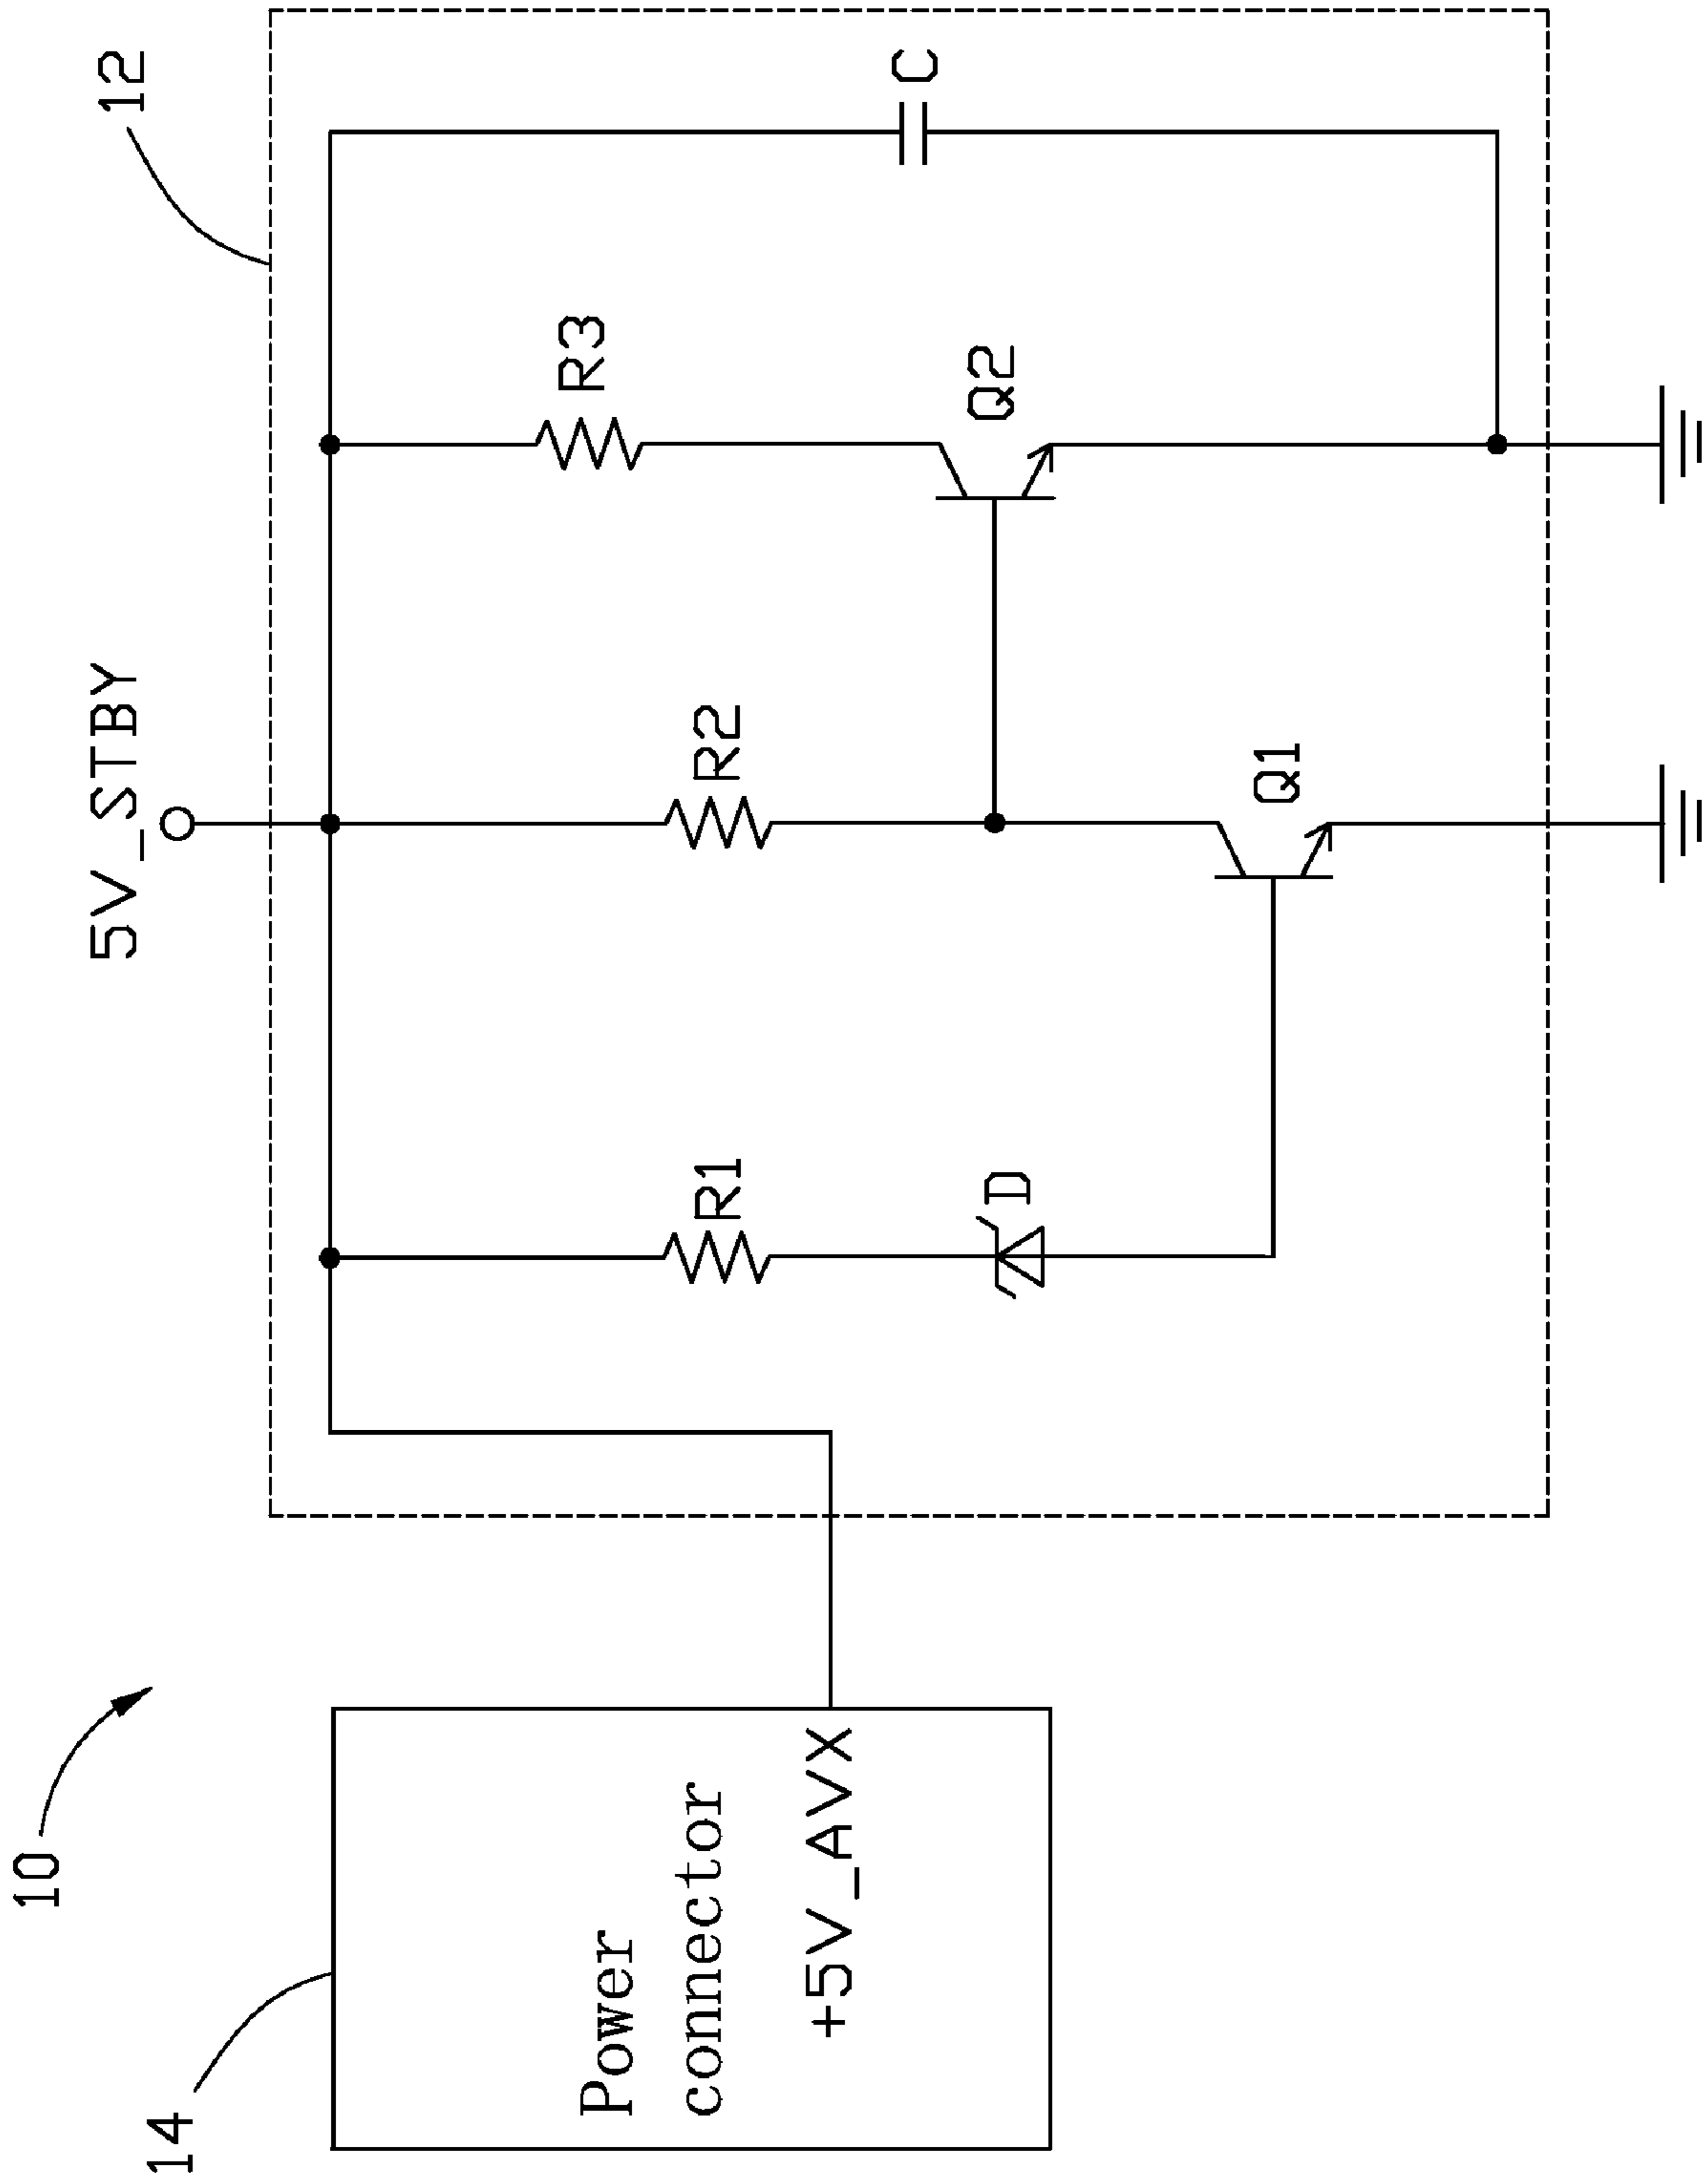 10
14
Power
connector
+5V_AVX
5V_STBY
12
R1
D
R2
Q1
R3
Q2
C